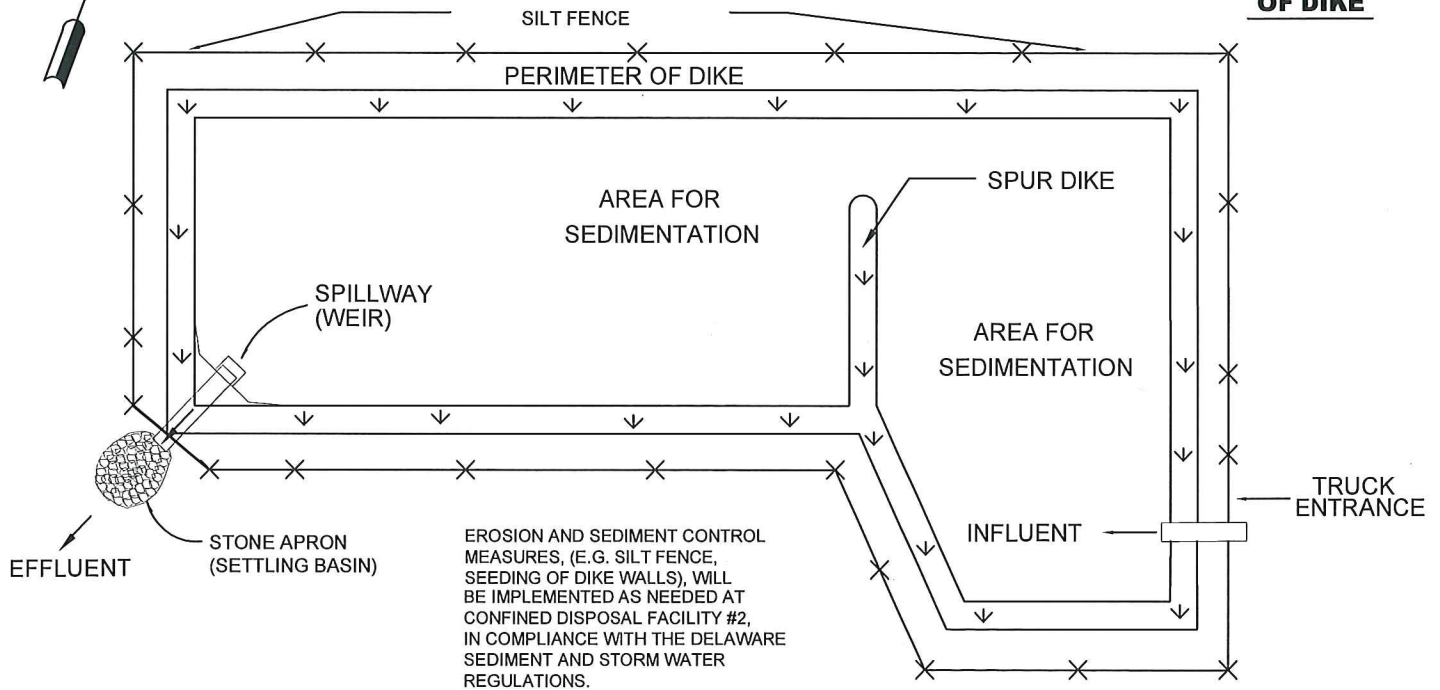 OF DIKE
SILT FENCE
PERIMETER OF DIKE
SPUR DIKE
AREA FOR
SEDIMENTATION
SPILLWAY
(WEIR)
AREA FOR
SEDIMENTATION
TRUCK
ENTRANCE
INFLUENT
STONE APRON
(SETTLING BASIN)
EFFLUENT
EROSION AND SEDIMENT CONTROL
MEASURES, (E.G. SILT FENCE,
SEEDING OF DIKE WALLS), WILL
BE IMPLEMENTED AS NEEDED AT
CONFINED DISPOSAL FACILITY #2,
IN COMPLIANCE WITH THE DELAWARE
SEDIMENT AND STORM WATER
REGULATIONS.